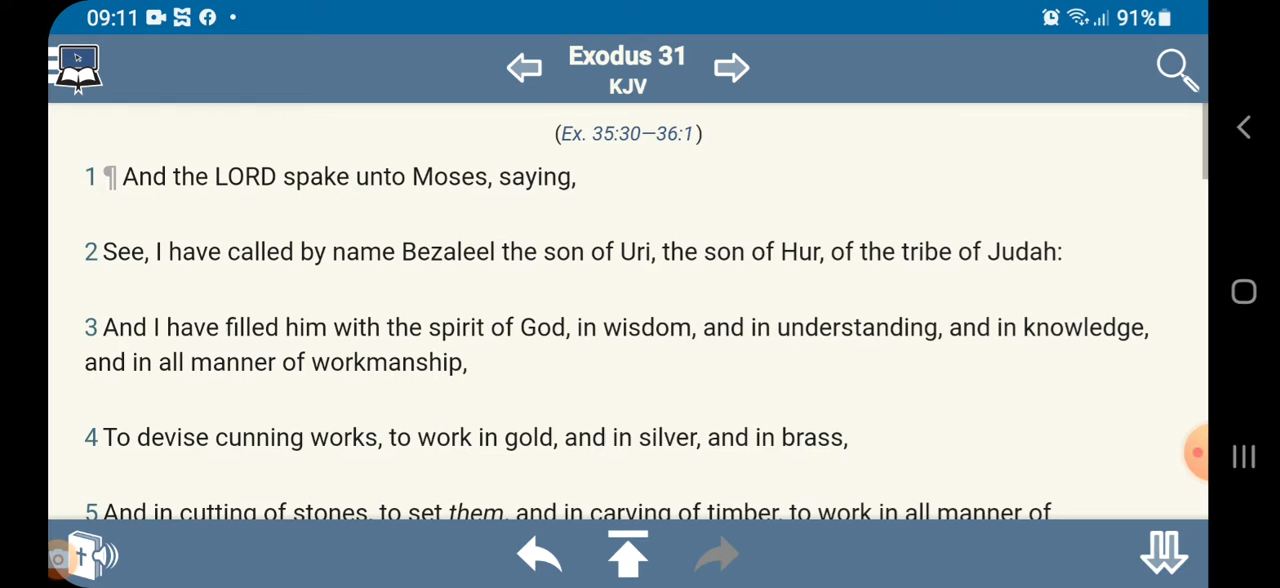 09:11
91%
Exodus 31
KJV
(Ex. 35:30—36:1)
1 ¶ And the LORD spake unto Moses, saying,
2 See, I have called by name Bezaleel the son of Uri, the son of Hur, of the tribe of Judah:
3 And I have filled him with the spirit of God, in wisdom, and in understanding, and in knowledge,
and in all manner of workmanship,
4 To devise cunning works, to work in gold, and in silver, and in brass,
5 And in cutting of stones, to set them, and in carving of timber, to work in all manner of